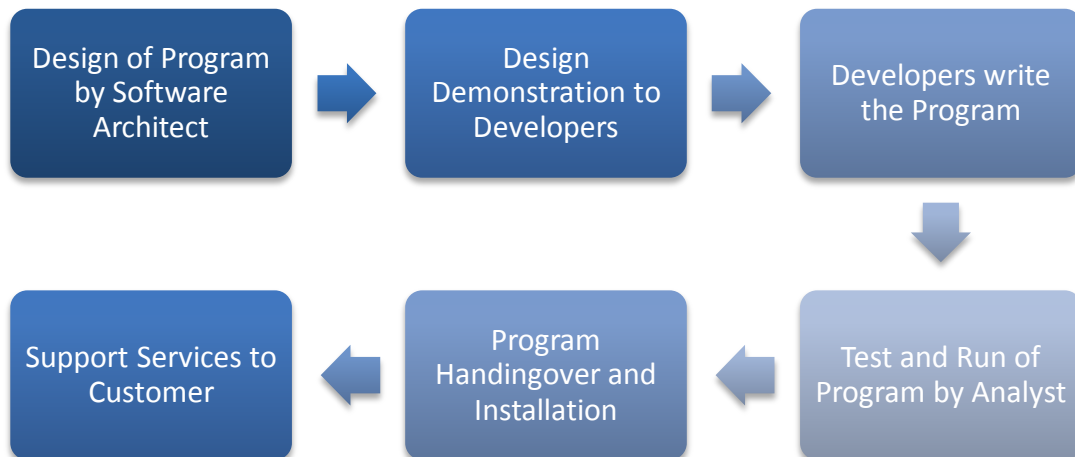 Design of Program
by Software
Architect
Design
Demonstration to
Developers
Developers write
the Program
Test and Run of
Program by Analyst
Program
Handingover and
Installation
Support Services to
Customer